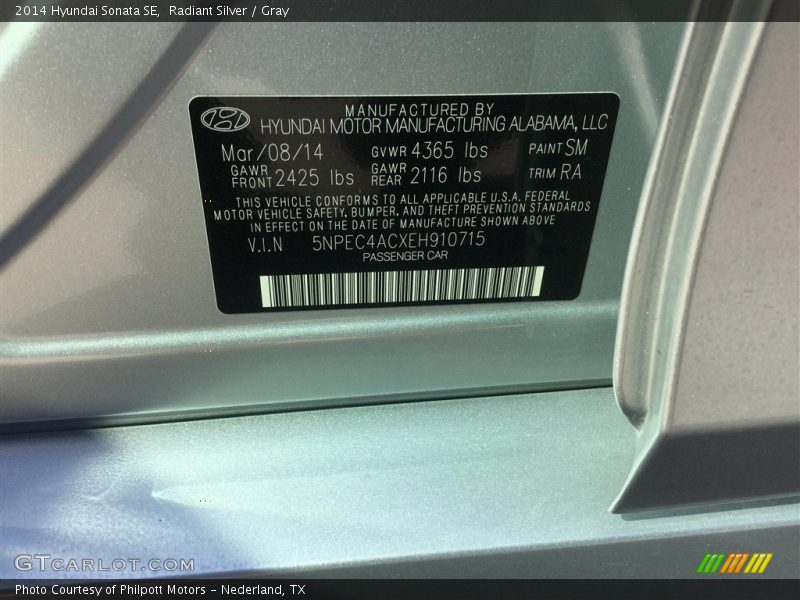 2014 Hyundai Sonata SE,  Radiant Silver / Gray
MANUFACTURED BY
HYUNDAI MOTOR MANUFACTURING ALABAMA, LLC
Mar/08/14 GVWR 4365 lbs PAINT SM
GAWR FRONT 2425 lbs GAWR REAR 2116 lbs TRIM RA
THIS VEHICLE CONFORMS TO ALL APPLICABLE U.S.A. FEDERAL
MOTOR VEHICLE SAFETY, BUMPER, AND THEFT PREVENTION STANDARDS
IN EFFECT ON THE DATE OF MANUFACTURE SHOWN ABOVE
V.I.N 5NPEC4ACXEH910715
PASSENGER CAR
GTCARLOT.COM
Photo Courtesy of Philpott Motors - Nederland, TX